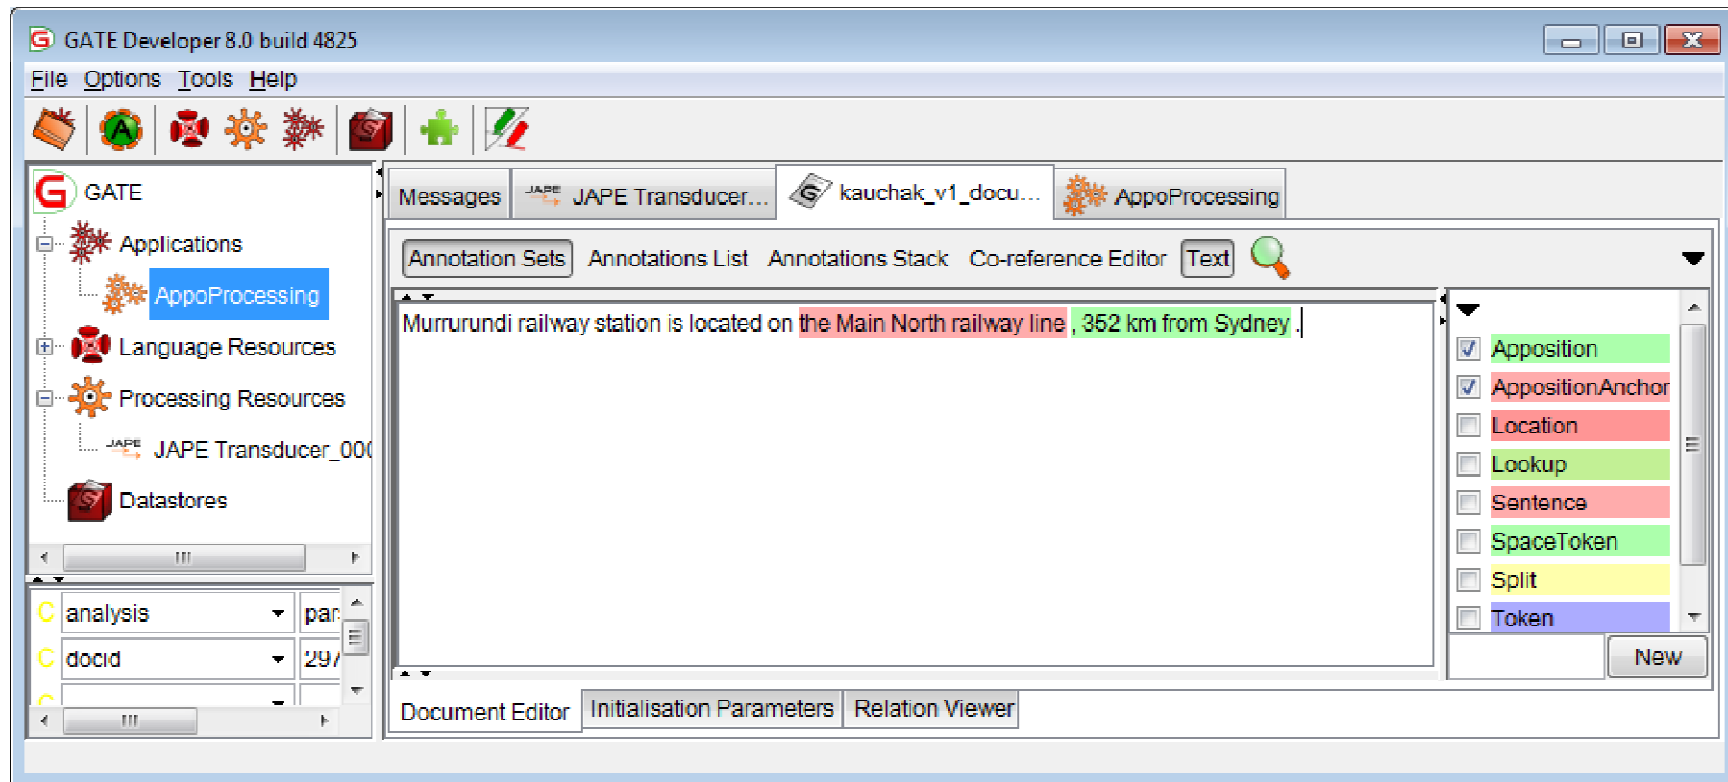 GATE Developer 8.0 build 4825
File Options Tools Help
GATE
Applications
AppoProcessing
Language Resources
Processing Resources
JAPE Transducer_000
Datastores
analysis
docid 297
Messages JAPE JAPE Transducer... kauchak_v1_docu... AppoProcessing
Annotation Sets Annotations List Annotations Stack Co-reference Editor Text
Murrurundi railway station is located on the Main North railway line , 352 km from Sydney .
Apposition
AppositionAnchor
Location
Lookup
Sentence
SpaceToken
Split
Token
New
Document Editor Initialisation Parameters Relation Viewer